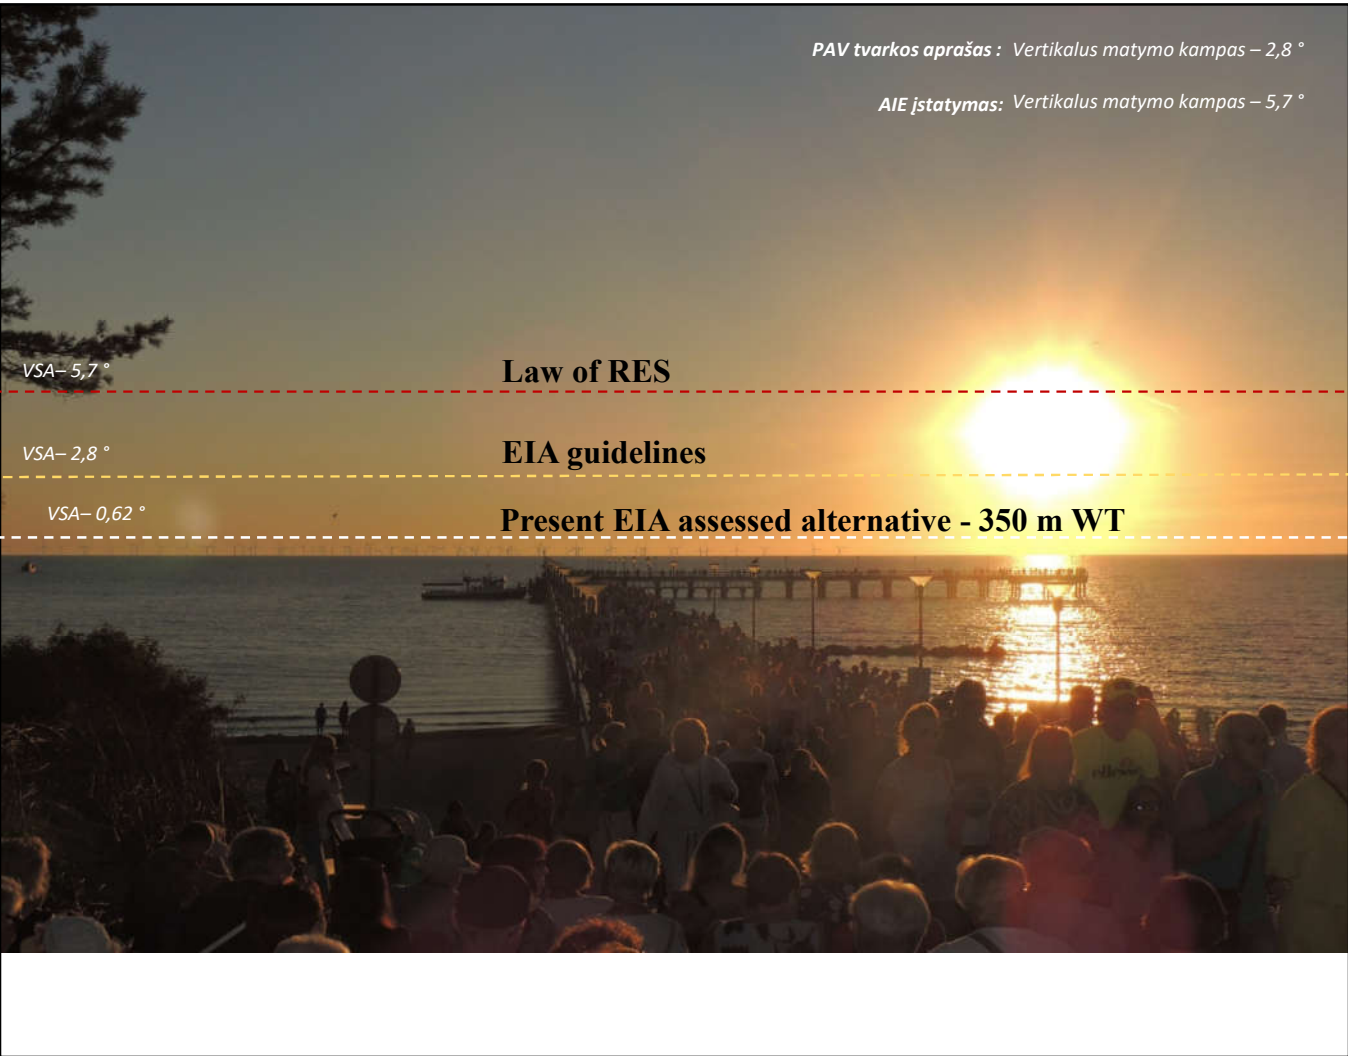 PAV tvarkos aprašas : Vertikalus matymo kampas – 2,8 °
AIE įstatymas: Vertikalus matymo kampas – 5,7 °
VSA– 5,7 °
Law of RES
VSA– 2,8 °
EIA guidelines
VSA– 0,62 °
Present EIA assessed alternative - 350 m WT